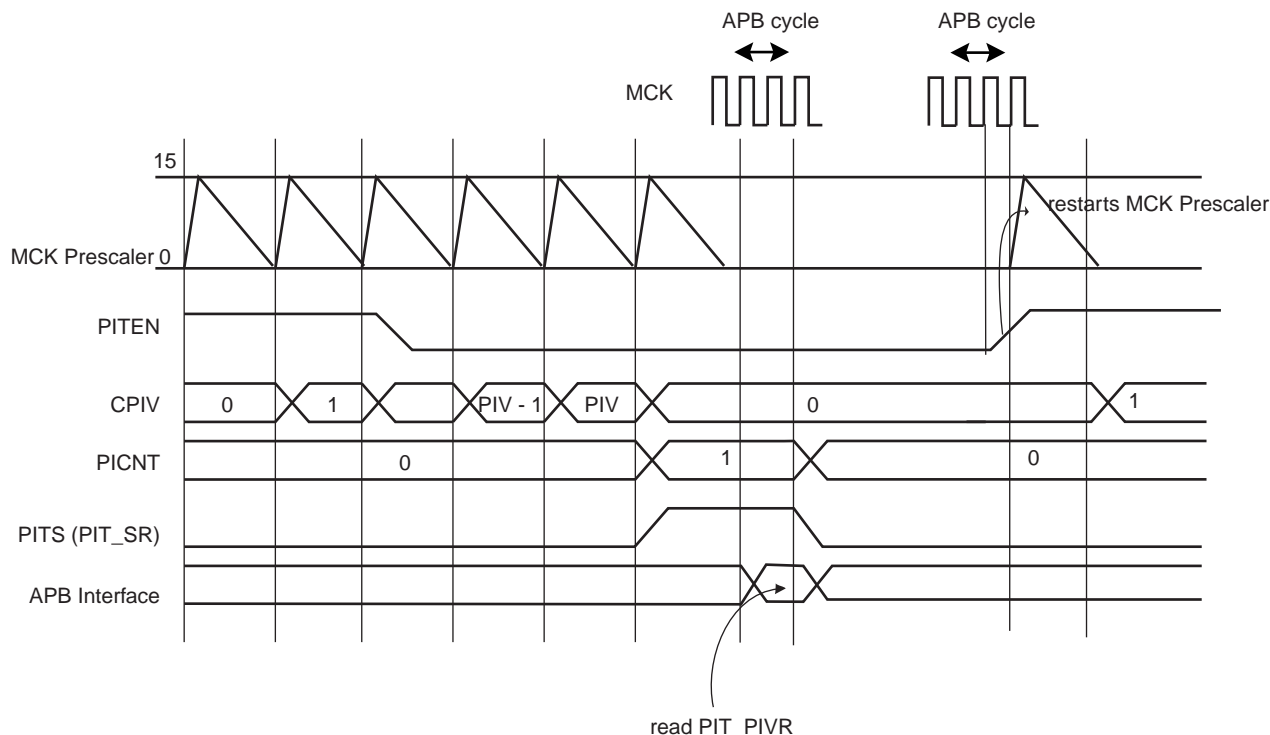 APB cycle
APB cycle
MCK
15
restarts MCK Prescaler
MCK Prescaler 0
PITEN
CPIV
0
1
PIV - 1
PIV
0
1
PICNT
0
1
0
PITS (PIT_SR)
APB Interface
read PIT_PIVR